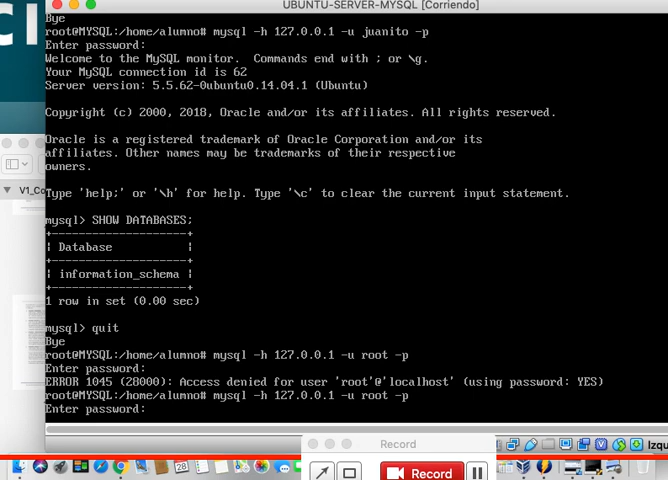 UBUNTU-SERVER-MYSQL [Corriendo]
Bye
root@MYSQL:/home/alumno# mysql -h 127.0.0.1 -u juanito -p
Enter password:
Welcome to the MySQL monitor.  Commands end with ; or \g.
Your MySQL connection id is 62
Server version: 5.5.62-0ubuntu0.14.04.1 (Ubuntu)
Copyright (c) 2000, 2018, Oracle and/or its affiliates. All rights reserved.
Oracle is a registered trademark of Oracle Corporation and/or its
affiliates. Other names may be trademarks of their respective
owners.
Type 'help;' or '\h' for help. Type '\c' to clear the current input statement.
V1_Co
mysql> SHOW DATABASES;
+--------------------+
| Database           |
+--------------------+
| information_schema |
+--------------------+
1 row in set (0.00 sec)
mysql> quit
Bye
root@MYSQL:/home/alumno# mysql -h 127.0.0.1 -u root -p
Enter password:
ERROR 1045 (28000): Access denied for user 'root'@'localhost' (using password: YES)
root@MYSQL:/home/alumno# mysql -h 127.0.0.1 -u root -p
Enter password:
Izqu
Record
28
Record